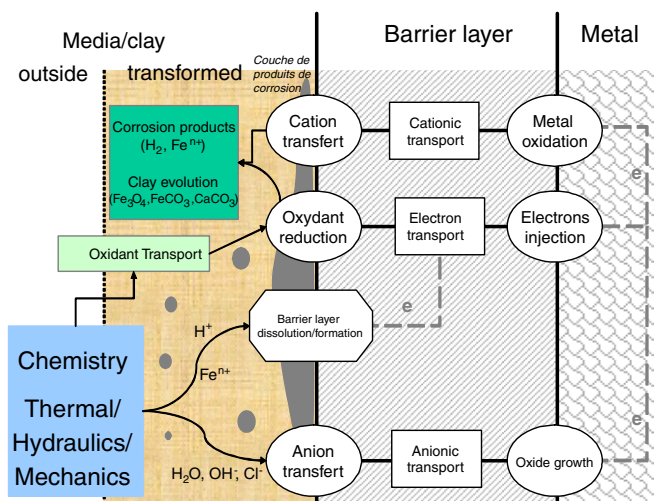 Media/clay
outside
transformed
Barrier layer
Metal
Couche de
produits de
corrosion
Corrosion products
(H₂, Feⁿ⁺)
Clay evolution
(Fe₃O₄,FeCO₃,CaCO₃)
Cation
transfert
Cationic
transport
Metal
oxidation
e
Oxydant
reduction
Electron
transport
Electrons
injection
Oxidant Transport
Barrier layer
dissolution/formation
e
H⁺
Feⁿ⁺
Chemistry
Thermal/
Hydraulics/
Mechanics
H₂O, OH⁻, Cl⁻
Anion
transfert
Anionic
transport
Oxide growth
e